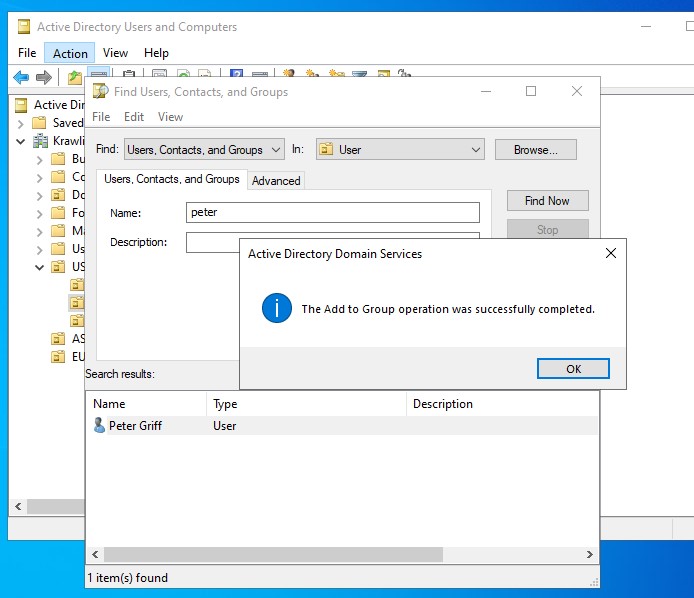 Active Directory Users and Computers
File Action View Help
Active Dir
Saved
Krawli
Bu
Co
Do
Fo
Ma
Us
US
AS
EU
Find Users, Contacts, and Groups
File Edit View
Find: Users, Contacts, and Groups In: User Browse...
Users, Contacts, and Groups Advanced
Name: peter
Description:
Find Now
Stop
Active Directory Domain Services
The Add to Group operation was successfully completed.
OK
Search results:
Name Type Description
Peter Griff User
1 item(s) found